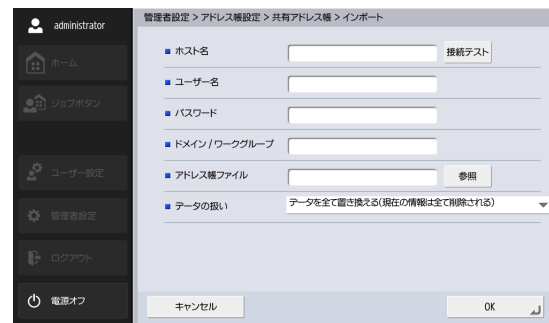 administrator
管理者設定 > アドレス帳設定 > 共有アドレス帳 > インポート
ホーム
ジョブボタン
ユーザー設定
管理者設定
ログアウト
電源オフ
ホスト名
接続テスト
ユーザー名
パスワード
ドメイン / ワークグループ
アドレス帳ファイル
参照
データの扱い
データを全て置き換える(現在の情報は全て削除される)
キャンセル
OK